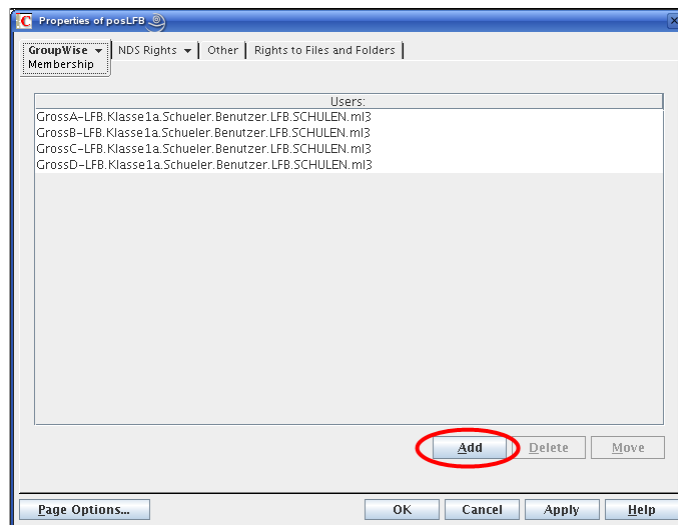 Properties of posLFB
GroupWise NDS Rights Other Rights to Files and Folders
Membership
Users:
GrossA-LFB.Klasse1a.Schueler.Benutzer.LFB.SCHULEN.ml3
GrossB-LFB.Klasse1a.Schueler.Benutzer.LFB.SCHULEN.ml3
GrossC-LFB.Klasse1a.Schueler.Benutzer.LFB.SCHULEN.ml3
GrossD-LFB.Klasse1a.Schueler.Benutzer.LFB.SCHULEN.ml3
Add Delete Move
Page Options... OK Cancel Apply Help